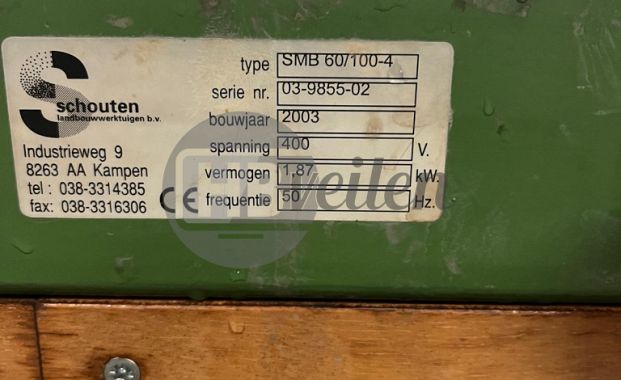 schouten
landbouwwerktuigen b.v.
Industrieweg 9
8263 AA Kampen
tel : 038-3314385
fax: 038-3316306
CE
type SMB 60/100-4
serie nr. 03-9855-02
bouwjaar 2003
spanning 400 V.
vermogen 1,87 kW.
frequentie 50 Hz.